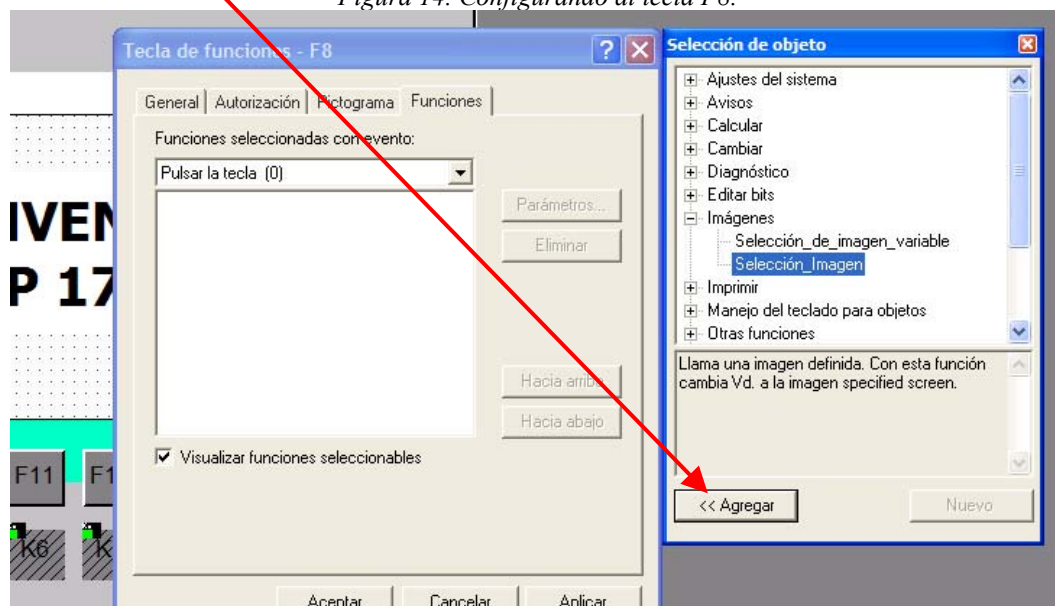 Figura 14. Configurando al tecla F8.
Tecla de funciones - F8
General Autorización Pictograma Funciones
Funciones seleccionadas con evento:
Pulsar la tecla (0)
Parámetros...
Eliminar
Hacia arriba
Hacia abajo
Visualizar funciones seleccionables
Aceptar Cancelar Aplicar
Selección de objeto
Ajustes del sistema
Avisos
Calcular
Cambiar
Diagnóstico
Editar bits
Imágenes
Selección_de_imagen_variable
Selección_Imagen
Imprimir
Manejo del teclado para objetos
Otras funciones
Llama una imagen definida. Con esta función
cambia Vd. a la imagen specified screen.
<< Agregar Nuevo
IVEN
P 17
F11 F1
K6 K